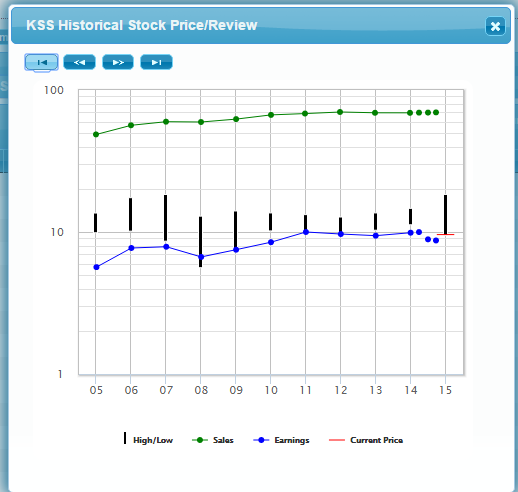 KSS Historical Stock Price/Review
100
10
1
05 06 07 08 09 10 11 12 13 14 15
High/Low Sales Earnings Current Price